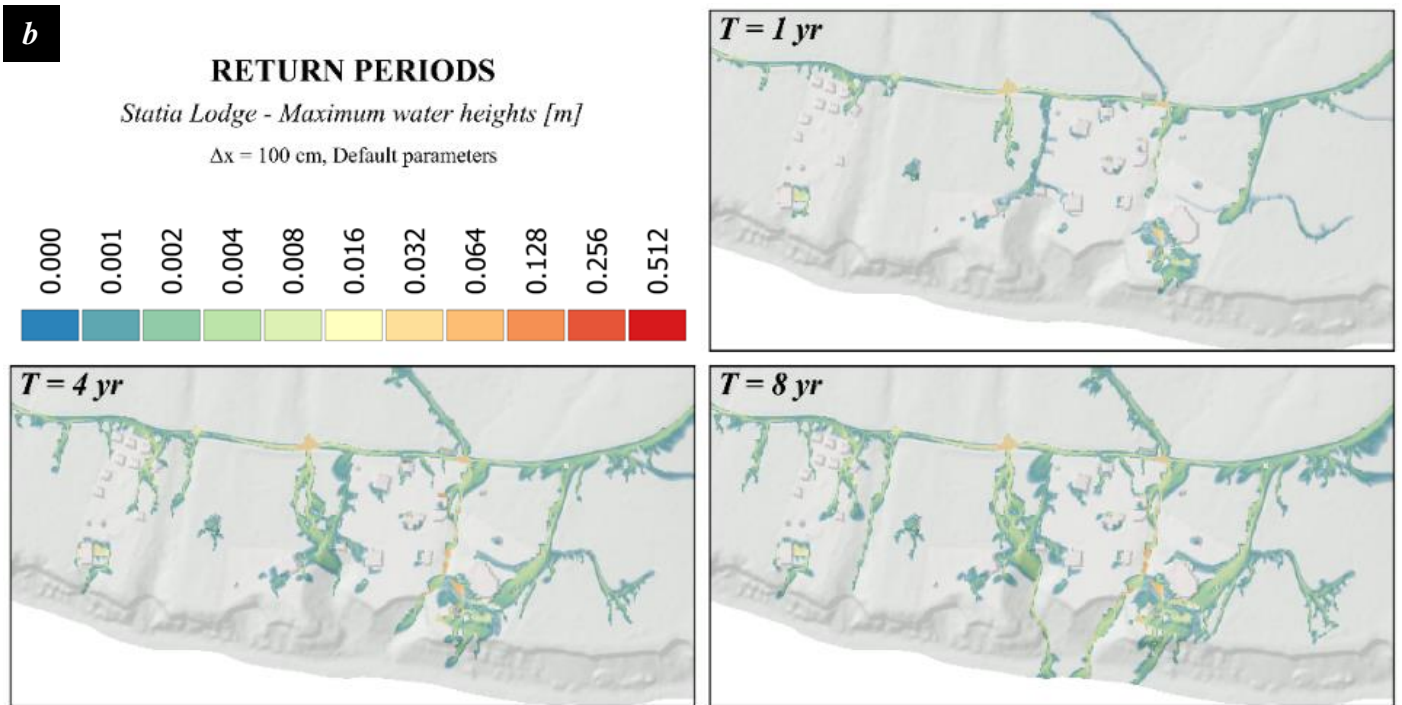 b
RETURN PERIODS
Statia Lodge - Maximum water heights [m]
Δx = 100 cm, Default parameters
0.000
0.001
0.002
0.004
0.008
0.016
0.032
0.064
0.128
0.256
0.512
T = 1 yr
T = 4 yr
T = 8 yr